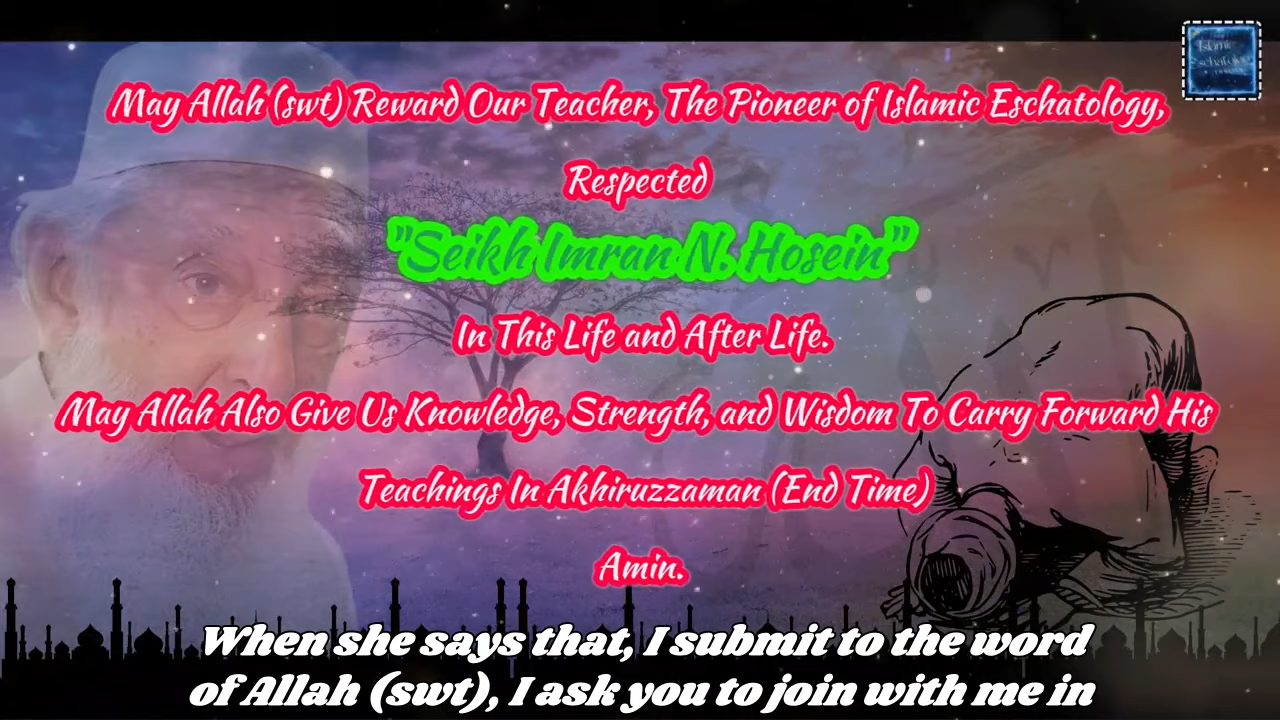 Islamic
Eschatology
May Allah (swt) Reward Our Teacher, The Pioneer of Islamic Eschatology,
Respected
"Seikh Imran N. Hosein"
In This Life and After Life.
May Allah Also Give Us Knowledge, Strength, and Wisdom To Carry Forward His
Teachings In Akhiruzzaman (End Time)
Amin.
When she says that, I submit to the word
of Allah (swt), I ask you to join with me in